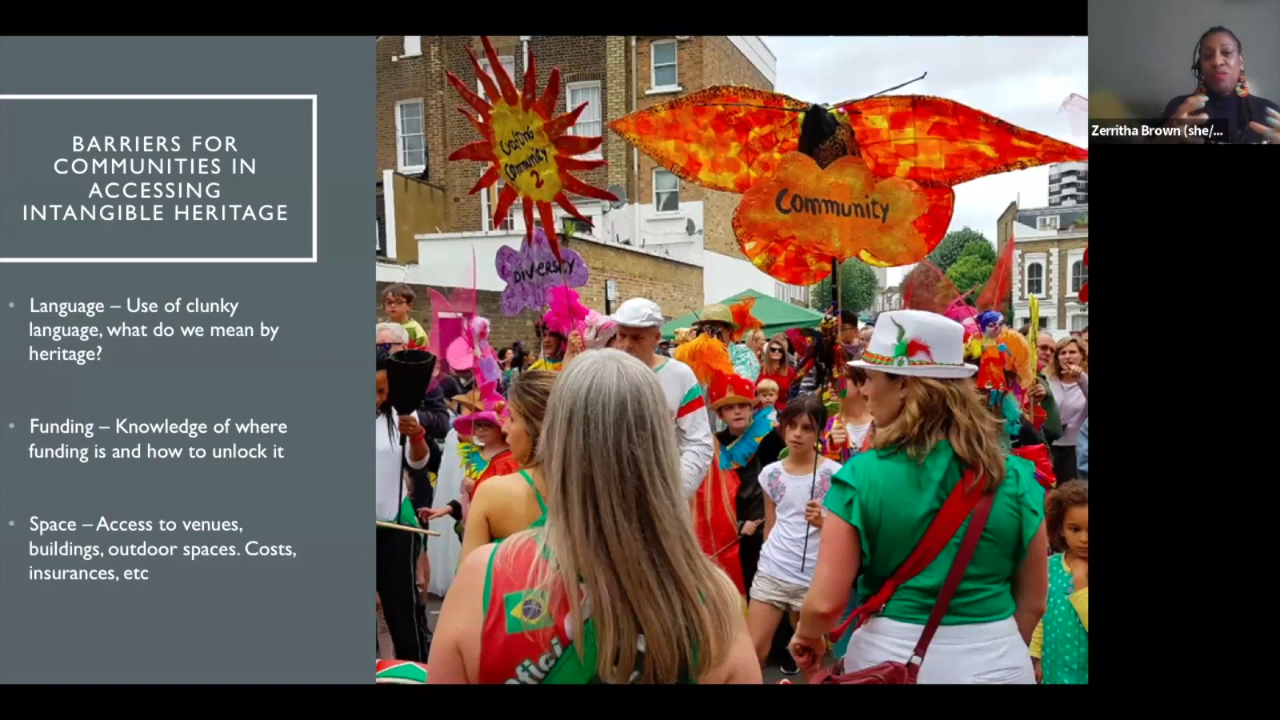 BARRIERS FOR
COMMUNITIES IN
ACCESSING
INTANGIBLE HERITAGE
Language – Use of clunky
language, what do we mean by
heritage?
Funding – Knowledge of where
funding is and how to unlock it
Space – Access to venues,
buildings, outdoor spaces. Costs,
insurances, etc
Community
2
Community
Diversity
Zerritha Brown (she/...